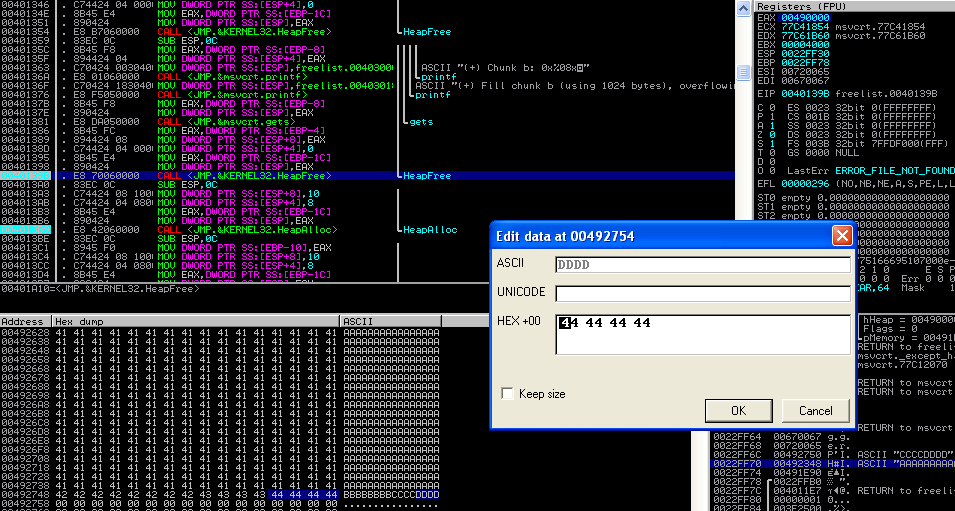 00401346 . C74424 04 000 MOV DWORD PTR SS:[ESP+4],0
0040134E . 8B45 E4 MOV EAX,DWORD PTR SS:[EBP-1C]
00401351 . 890424 MOV DWORD PTR SS:[ESP],EAX
00401354 . E8 B7060000 CALL <JMP.&KERNEL32.HeapFree> HeapFree
00401359 . 83EC 0C SUB ESP,0C
0040135C . 8B45 F8 MOV EAX,DWORD PTR SS:[EBP-8]
0040135F . 894424 04 MOV DWORD PTR SS:[ESP+4],EAX
00401363 . C70424 0030400 MOV DWORD PTR SS:[ESP],freelist.0040300 ASCII "(+) Chunk b: 0x%08x
0040136A . E8 01060000 CALL <JMP.&msvcrt.printf> printf
0040136F . C70424 1830400 MOV DWORD PTR SS:[ESP],freelist.0040301 ASCII "(+) Fill chunk b (using 1024 bytes), overflowin
00401376 . E8 F5050000 CALL <JMP.&msvcrt.printf> printf
0040137B . 8B45 F8 MOV EAX,DWORD PTR SS:[EBP-8]
0040137E . 890424 MOV DWORD PTR SS:[ESP],EAX
00401381 . E8 DA050000 CALL <JMP.&msvcrt.gets> gets
00401386 . 8B45 FC MOV EAX,DWORD PTR SS:[EBP-4]
00401389 . 894424 08 MOV DWORD PTR SS:[ESP+8],EAX
0040138D . C74424 04 000 MOV DWORD PTR SS:[ESP+4],0
00401395 . 8B45 E4 MOV EAX,DWORD PTR SS:[EBP-1C]
00401398 . 890424 MOV DWORD PTR SS:[ESP],EAX
. E8 70060000 CALL <JMP.&KERNEL32.HeapFree> HeapFree
004013A0 . 83EC 0C SUB ESP,0C
004013A3 . C74424 08 100 MOV DWORD PTR SS:[ESP+8],10
004013AB . C74424 04 080 MOV DWORD PTR SS:[ESP+4],8
004013B3 . 8B45 E4 MOV EAX,DWORD PTR SS:[EBP-1C]
004013B6 . 890424 MOV DWORD PTR SS:[ESP],EAX
. E8 42060000 CALL <JMP.&KERNEL32.HeapAlloc> HeapAlloc
004013BE . 83EC 0C SUB ESP,0C
004013C1 . 8945 F0 MOV DWORD PTR SS:[EBP-10],EAX
004013C4 . C74424 08 100 MOV DWORD PTR SS:[ESP+8],10
004013CC . C74424 04 080 MOV DWORD PTR SS:[ESP+4],8
004013D4 . 8B45 E4 MOV EAX,DWORD PTR SS:[EBP-1C]
00401A10=<JMP.&KERNEL32.HeapFree>
Registers (FPU)
EAX 00490000
ECX 77C41854 msvcrt.77C41854
EDX 77C61B60 msvcrt.77C61B60
EBX 00004000
ESP 0022FF30
EBP 0022FF78
ESI 00720065
EDI 00670067
EIP 0040139B freelist.0040139B
C 0 ES 0023 32bit 0(FFFFFFFF)
P 1 CS 001B 32bit 0(FFFFFFFF)
A 1 SS 0023 32bit 0(FFFFFFFF)
Z 0 DS 0023 32bit 0(FFFFFFFF)
S 1 FS 003B 32bit 7FFDF000(FFF)
T 0 GS 0000 NULL
D 0
O 0 LastErr ERROR_FILE_NOT_FOUND
EFL 00000296 (NO,NB,NE,A,S,PE,L,L
ST0 empty 0.0000000000000000
ST1 empty 0.0000000000000000
ST2 empty 0.0000000000000000
Edit data at 00492754
ASCII
DDDD
UNICODE
HEX +00
44 44 44 44
Keep size
OK
Cancel
Address Hex dump ASCII
00492628 41 41 41 41 41 41 41 41 41 41 41 41 41 41 41 41 AAAAAAAAAAAAAAAA
00492638 41 41 41 41 41 41 41 41 41 41 41 41 41 41 41 41 AAAAAAAAAAAAAAAA
00492648 41 41 41 41 41 41 41 41 41 41 41 41 41 41 41 41 AAAAAAAAAAAAAAAA
00492658 41 41 41 41 41 41 41 41 41 41 41 41 41 41 41 41 AAAAAAAAAAAAAAAA
00492668 41 41 41 41 41 41 41 41 41 41 41 41 41 41 41 41 AAAAAAAAAAAAAAAA
00492678 41 41 41 41 41 41 41 41 41 41 41 41 41 41 41 41 AAAAAAAAAAAAAAAA
00492688 41 41 41 41 41 41 41 41 41 41 41 41 41 41 41 41 AAAAAAAAAAAAAAAA
00492698 41 41 41 41 41 41 41 41 41 41 41 41 41 41 41 41 AAAAAAAAAAAAAAAA
004926A8 41 41 41 41 41 41 41 41 41 41 41 41 41 41 41 41 AAAAAAAAAAAAAAAA
004926B8 41 41 41 41 41 41 41 41 41 41 41 41 41 41 41 41 AAAAAAAAAAAAAAAA
004926C8 41 41 41 41 41 41 41 41 41 41 41 41 41 41 41 41 AAAAAAAAAAAAAAAA
004926D8 41 41 41 41 41 41 41 41 41 41 41 41 41 41 41 41 AAAAAAAAAAAAAAAA
004926E8 41 41 41 41 41 41 41 41 41 41 41 41 41 41 41 41 AAAAAAAAAAAAAAAA
004926F8 41 41 41 41 41 41 41 41 41 41 41 41 41 41 41 41 AAAAAAAAAAAAAAAA
00492708 41 41 41 41 41 41 41 41 41 41 41 41 41 41 41 41 AAAAAAAAAAAAAAAA
00492718 41 41 41 41 41 41 41 41 41 41 41 41 41 41 41 41 AAAAAAAAAAAAAAAA
00492728 41 41 41 41 41 41 41 41 41 41 41 41 41 41 41 41 AAAAAAAAAAAAAAAA
00492738 41 41 41 41 41 41 41 41 41 41 41 41 41 41 41 41 AAAAAAAAAAAAAAAA
00492748 42 42 42 42 42 42 42 42 43 43 43 43 44 44 44 44 BBBBBBBBCCCCDDDD
00492758 00 00 00 00 00 00 00 00 00 00 00 00 00 00 00 00 ................
75166695107000e-
2 1 0 E S P
0 0 0 0 Err 0 0 0
AR,64 Mask 1
hHeap = 00490000
Flags = 0
pMemory = 00491
RETURN to freeli
msvcrt._except_h
msvcrt.77C12070
RETURN to msvcrt
RETURN to msvcrt
RETURN to msvcrt
0022FF64 00670067 g.g.
0022FF68 00720065 e.r.
0022FF6C 00492750 P'I. ASCII "CCCCDDDD"
0022FF70 00492348 H#I. ASCII "AAAAAAAA
0022FF74 00491E90
0022FF78 0022FFB0
0022FF7C 004011E7 RETURN to freeli
0022FF80 00000001
0022FF84 003E2500